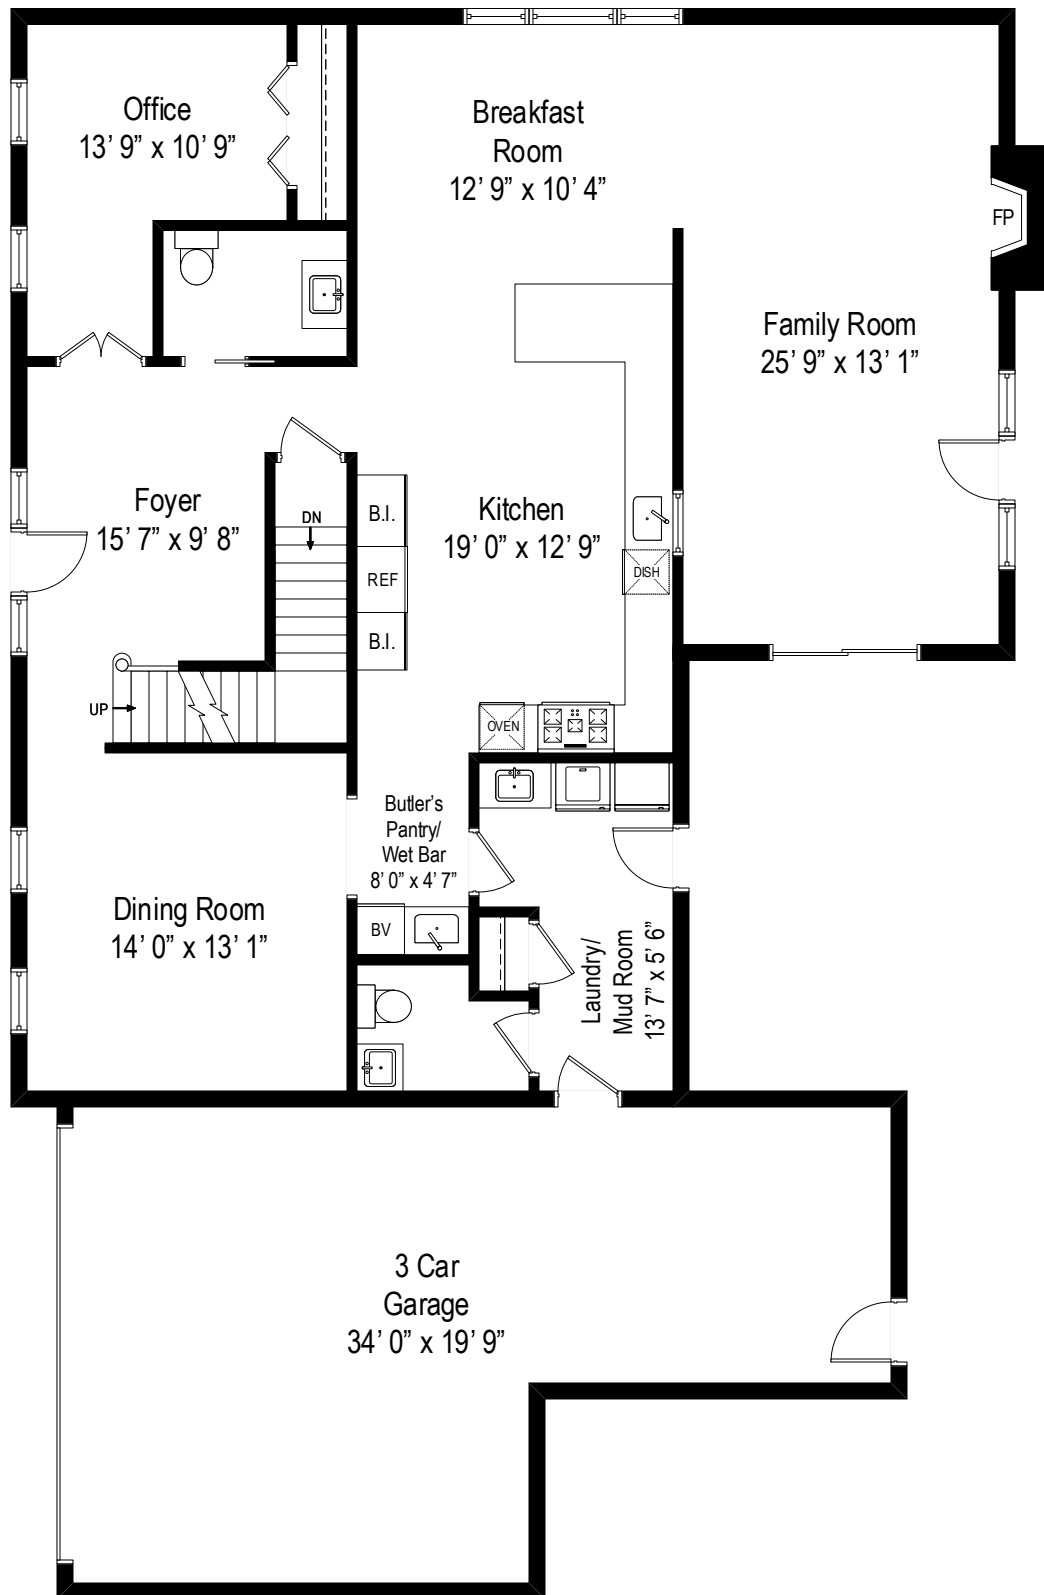 Office
13’ 9” x 10’ 9”
Breakfast
Room
12’ 9” x 10’ 4”
FP
Family Room
25’ 9” x 13’ 1”
Foyer
15’ 7” x 9’ 8”
DN
B.I.
REF
B.I.
Kitchen
19’ 0” x 12’ 9”
DISH
UP
OVEN
Butler’s
Pantry/
Wet Bar
8’ 0” x 4’ 7”
BV
Dining Room
14’ 0” x 13’ 1”
Laundry/
Mud Room
13’ 7” x 5’ 6”
3 Car
Garage
34’ 0” x 19’ 9”